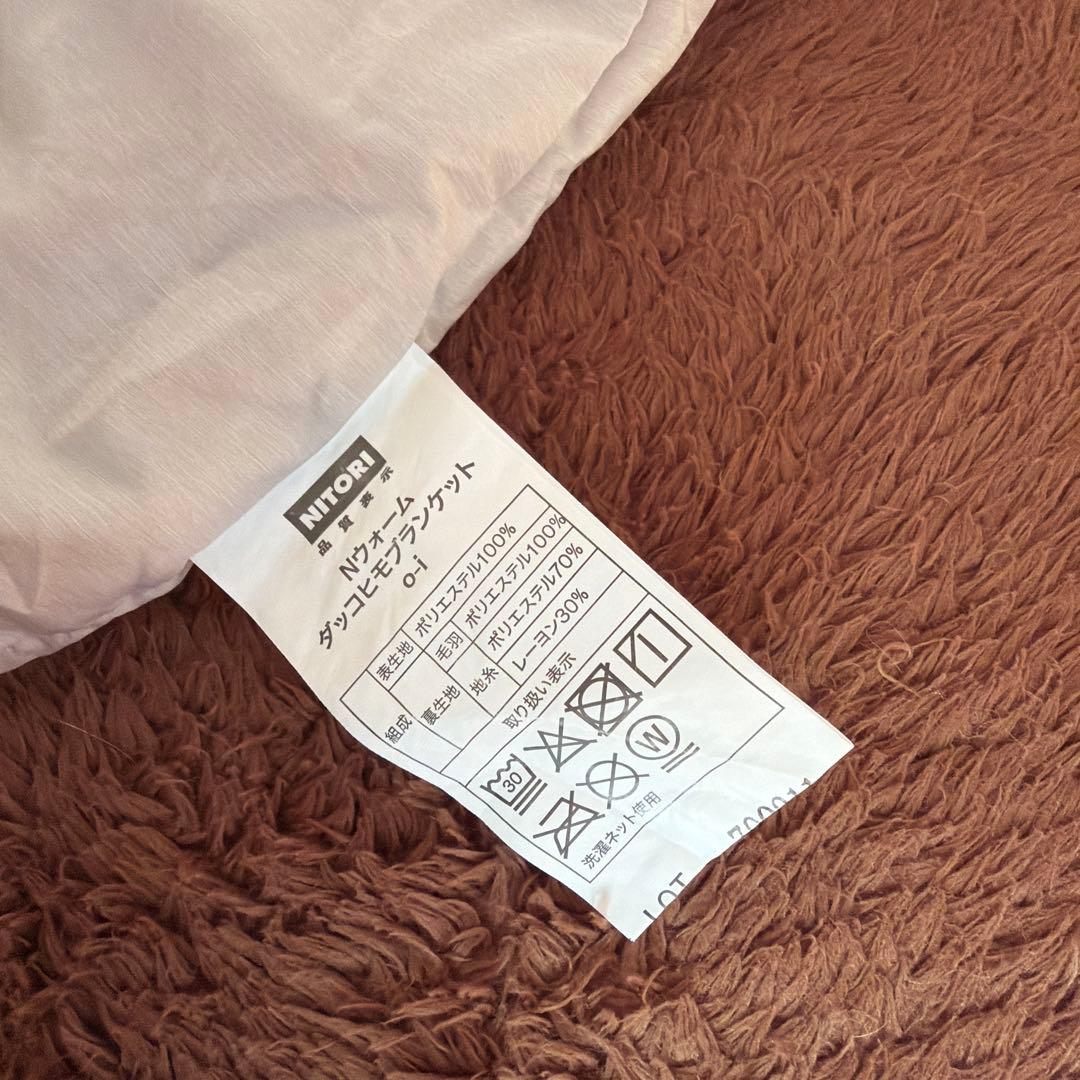 NITORI
品質表示
Nウォーム
ダッコヒモブランケット
o-i
組成
表生地 ポリエステル100%
裏生地 毛羽 ポリエステル100%
地糸 ポリエステル70%
レーヨン30%
取り扱い表示
30
W
洗濯ネット使用
LOT